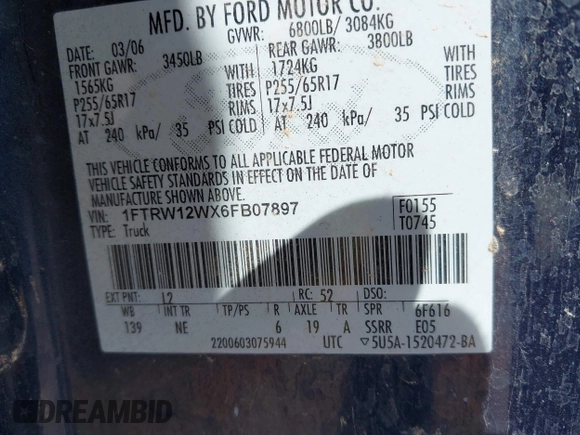 MFD. BY FORD MOTOR CO.
DATE: 03/06 GVWR: 6800LB/ 3084KG
FRONT GAWR: 3450LB REAR GAWR: 3800LB
1565KG WITH 1724KG WITH
P255/65R17 TIRES P255/65R17 TIRES
17x7.5J RIMS 17x7.5J RIMS
AT 240 kPa/ 35 PSI COLD AT 240 kPa/ 35 PSI COLD
THIS VEHICLE CONFORMS TO ALL APPLICABLE FEDERAL MOTOR
VEHICLE SAFETY STANDARDS IN EFFECT ON THE DATE OF
MANUFACTURE SHOWN ABOVE.
VIN: 1FTRW12WX6FB07897 F0155
TYPE: Truck T0745
EXT PNT: L2 RC: 52 DSO:
WB INT TR TP/PS R AXLE TR SPR 6F616
139 NE 6 19 A SSRR E05
2200603075944 UTC ▽5U5A-1520472-BA
DREAMBID